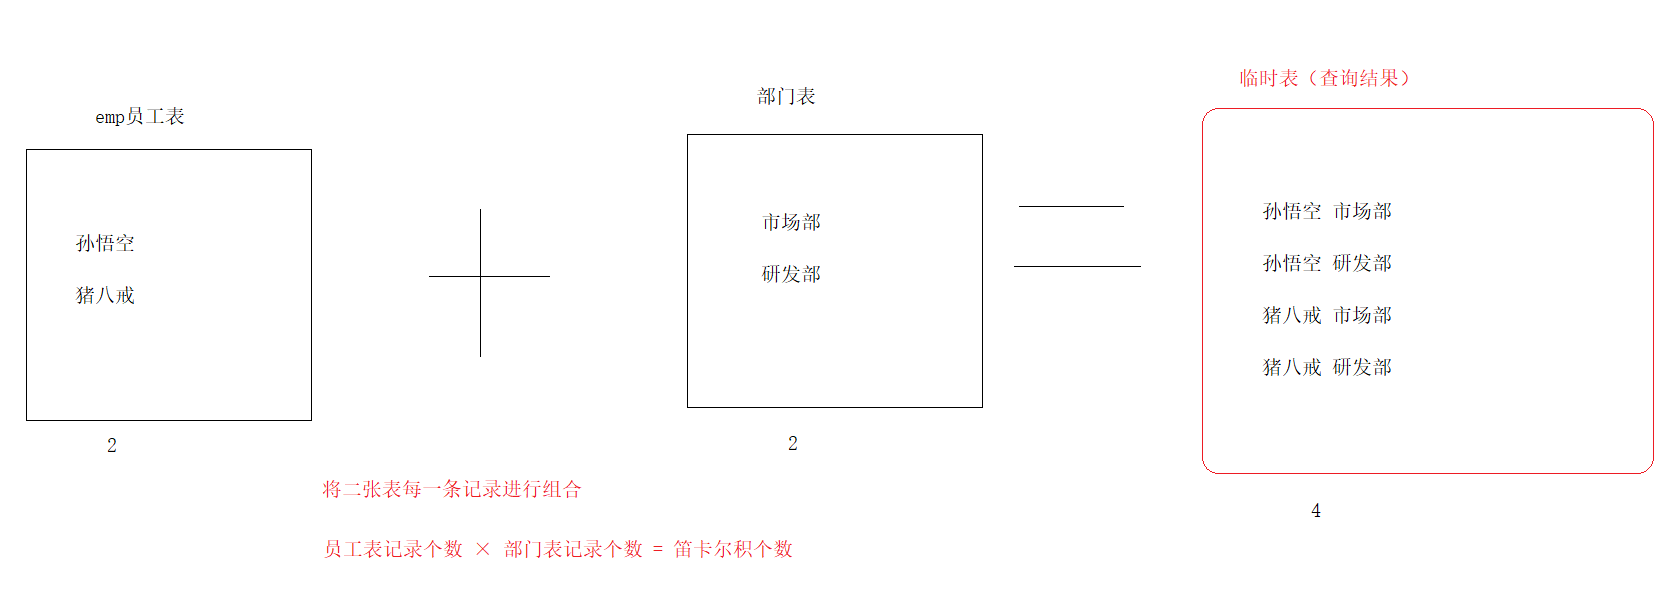 emp员工表
孙悟空
猪八戒
2
部门表
市场部
研发部
2
临时表（查询结果）
孙悟空 市场部
孙悟空 研发部
猪八戒 市场部
猪八戒 研发部
4
将二张表每一条记录进行组合
员工表记录个数 × 部门表记录个数 = 笛卡尔积个数